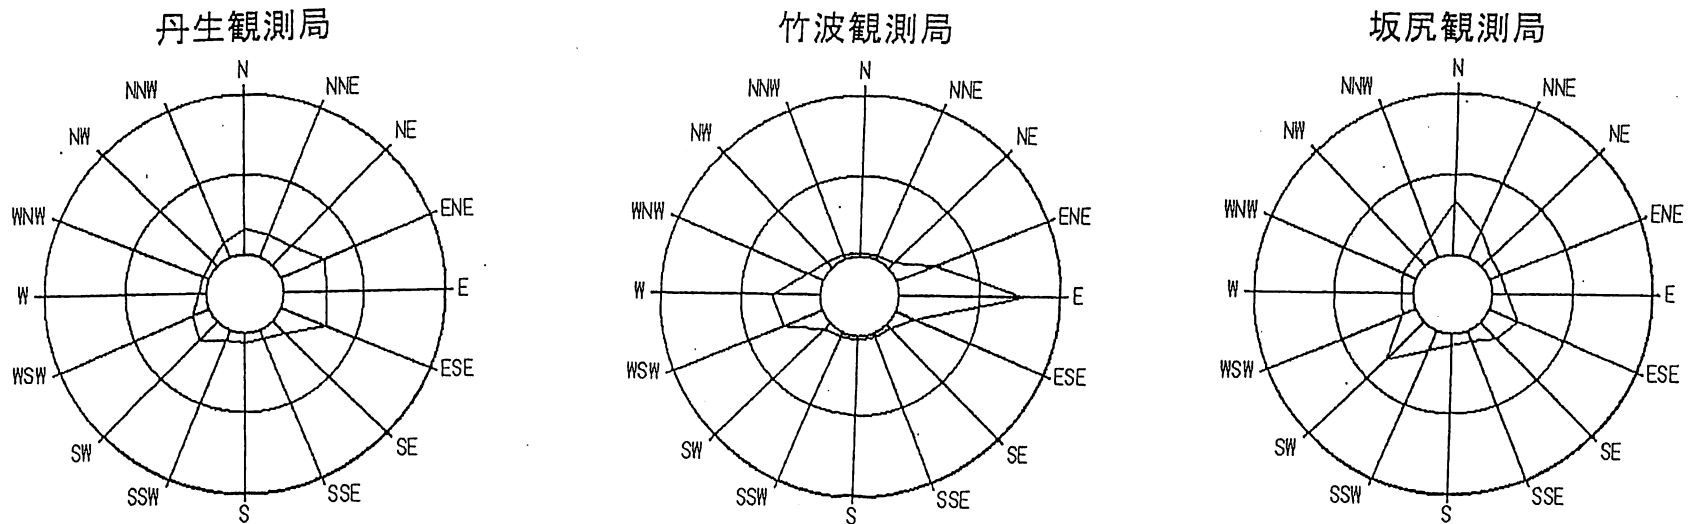 丹生観測局
N
NNE
NE
ENE
E
ESE
SE
SSE
S
SSW
SW
WSW
W
WNW
NW
NNW
竹波観測局
N
NNE
NE
ENE
E
ESE
SE
SSE
S
SSW
SW
WSW
W
WNW
NW
NNW
坂尻観測局
N
NNE
NE
ENE
E
ESE
SE
SSE
S
SSW
SW
WSW
W
WNW
NW
NNW